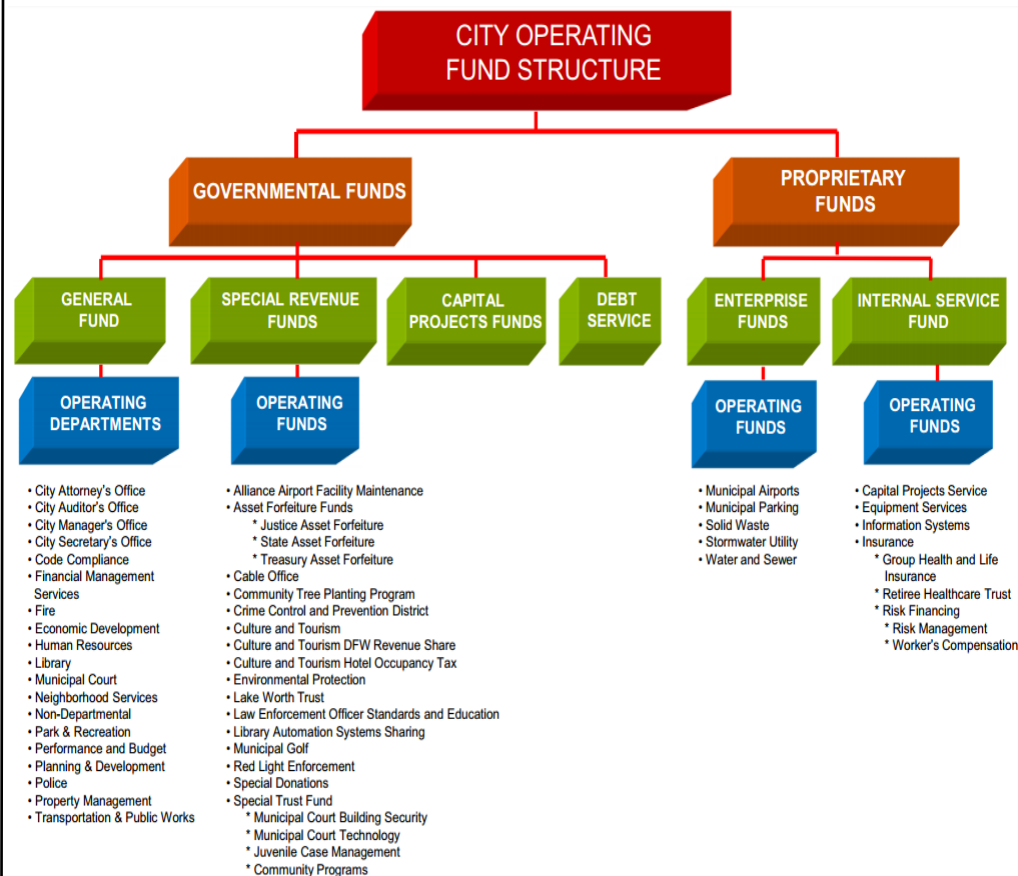 CITY OPERATING
FUND STRUCTURE
GOVERNMENTAL FUNDS
PROPRIETARY
FUNDS
GENERAL
FUND
SPECIAL REVENUE
FUNDS
CAPITAL
PROJECTS FUNDS
DEBT
SERVICE
ENTERPRISE
FUNDS
INTERNAL SERVICE
FUND
OPERATING
DEPARTMENTS
OPERATING
FUNDS
OPERATING
FUNDS
OPERATING
FUNDS
• City Attorney's Office
• City Auditor's Office
• City Manager's Office
• City Secretary's Office
• Code Compliance
• Financial Management
Services
• Fire
• Economic Development
• Human Resources
• Library
• Municipal Court
• Neighborhood Services
• Non-Departmental
• Park & Recreation
• Performance and Budget
• Planning & Development
• Police
• Property Management
• Transportation & Public Works
• Alliance Airport Facility Maintenance
• Asset Forfeiture Funds
* Justice Asset Forfeiture
* State Asset Forfeiture
* Treasury Asset Forfeiture
• Cable Office
• Community Tree Planting Program
• Crime Control and Prevention District
• Culture and Tourism
• Culture and Tourism DFW Revenue Share
• Culture and Tourism Hotel Occupancy Tax
• Environmental Protection
• Lake Worth Trust
• Law Enforcement Officer Standards and Education
• Library Automation Systems Sharing
• Municipal Golf
• Red Light Enforcement
• Special Donations
• Special Trust Fund
* Municipal Court Building Security
* Municipal Court Technology
* Juvenile Case Management
* Community Programs
• Municipal Airports
• Municipal Parking
• Solid Waste
• Stormwater Utility
• Water and Sewer
• Capital Projects Service
• Equipment Services
• Information Systems
• Insurance
* Group Health and Life
Insurance
* Retiree Healthcare Trust
* Risk Financing
* Risk Management
* Worker's Compensation